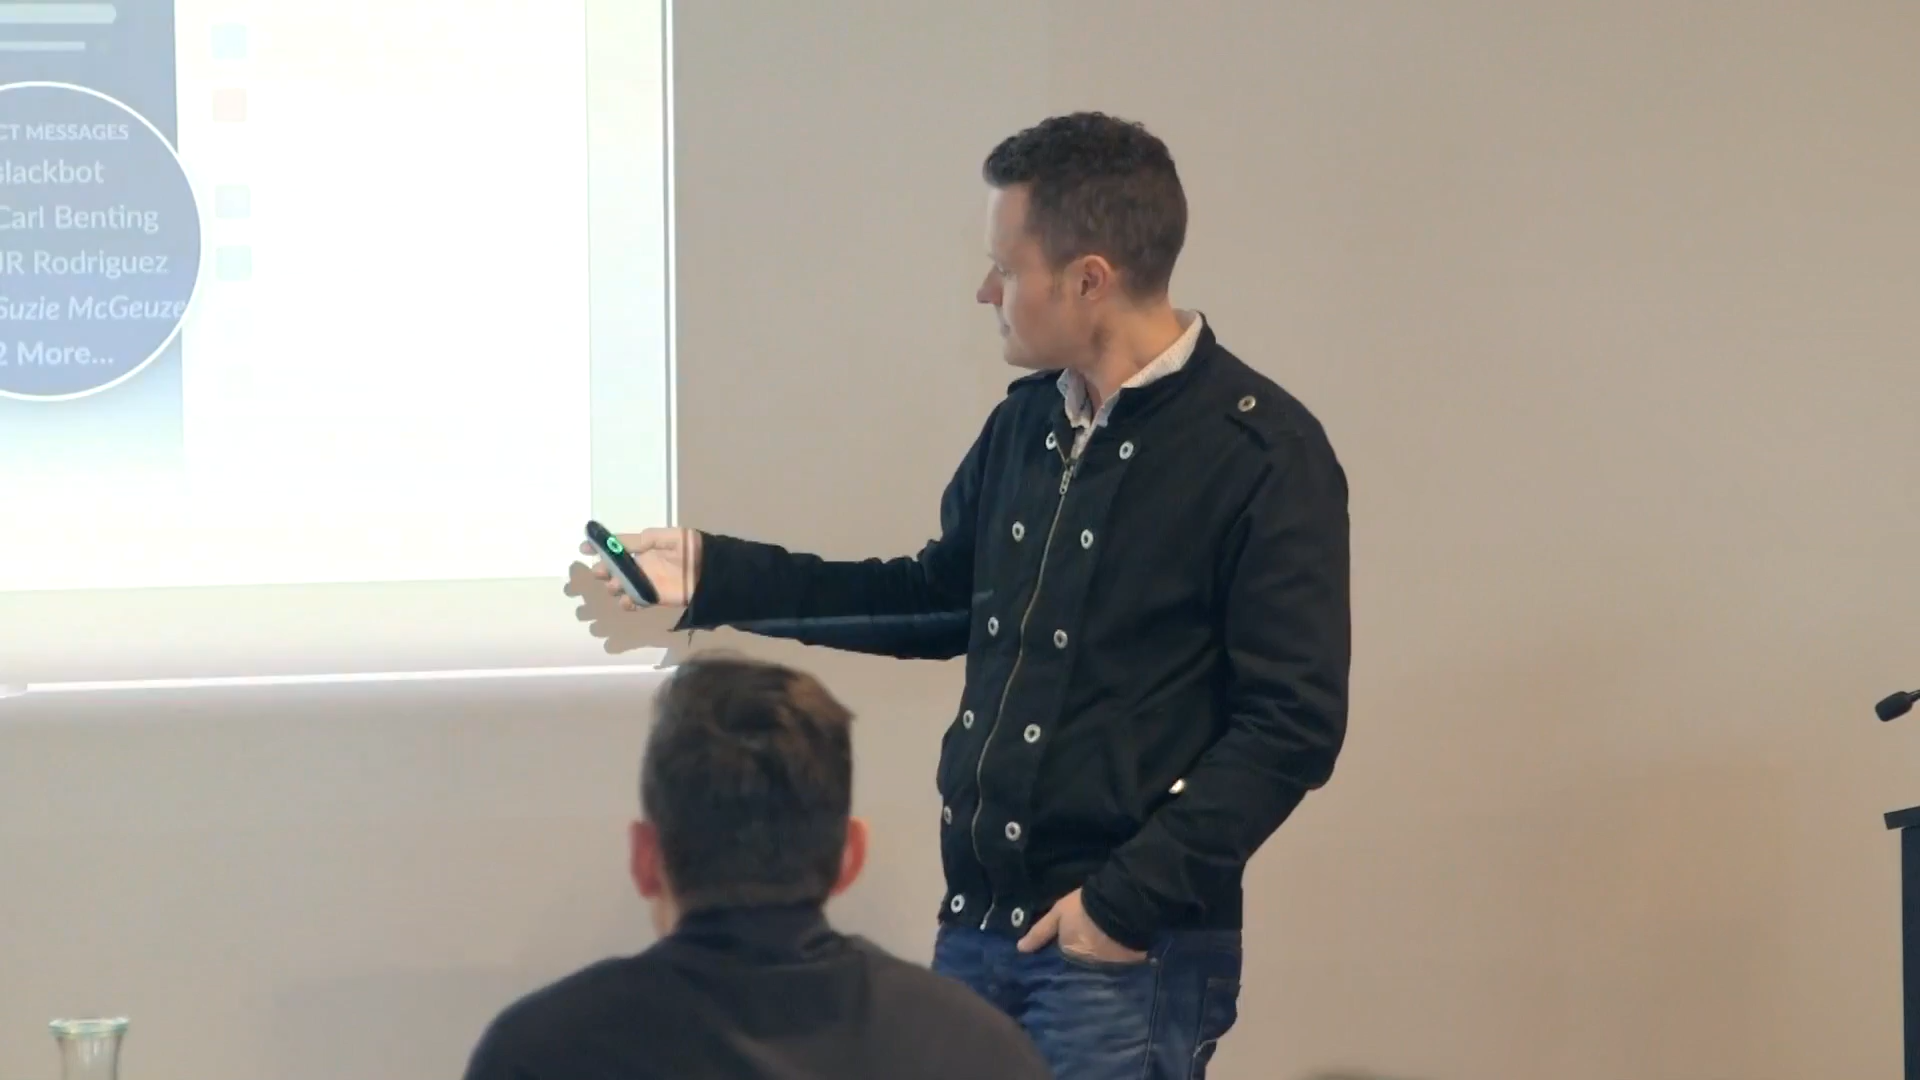 CT MESSAGES
slackbot
Carl Benting
JR Rodriguez
Suzie McGeuze
2 More...